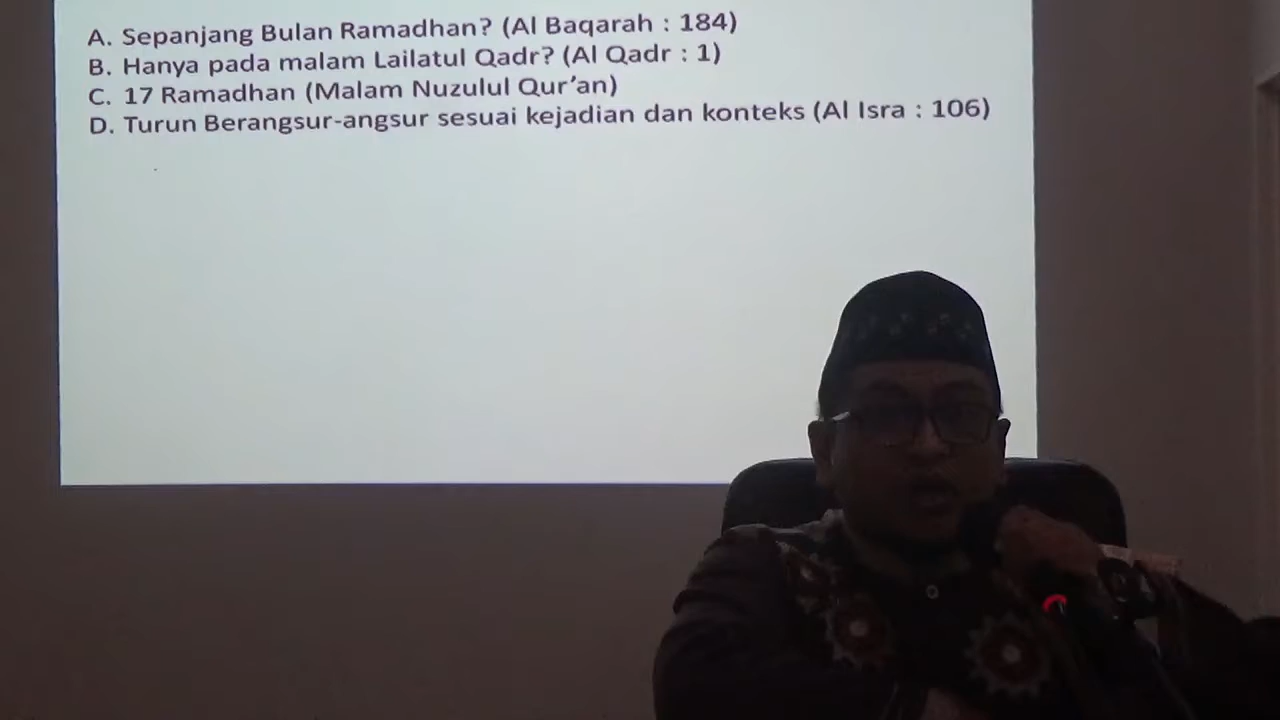 A. Sepanjang Bulan Ramadhan? (Al Baqarah : 184)
B. Hanya pada malam Lailatul Qadr? (Al Qadr : 1)
C. 17 Ramadhan (Malam Nuzulul Qur’an)
D. Turun Berangsur-angsur sesuai kejadian dan konteks (Al Isra : 106)